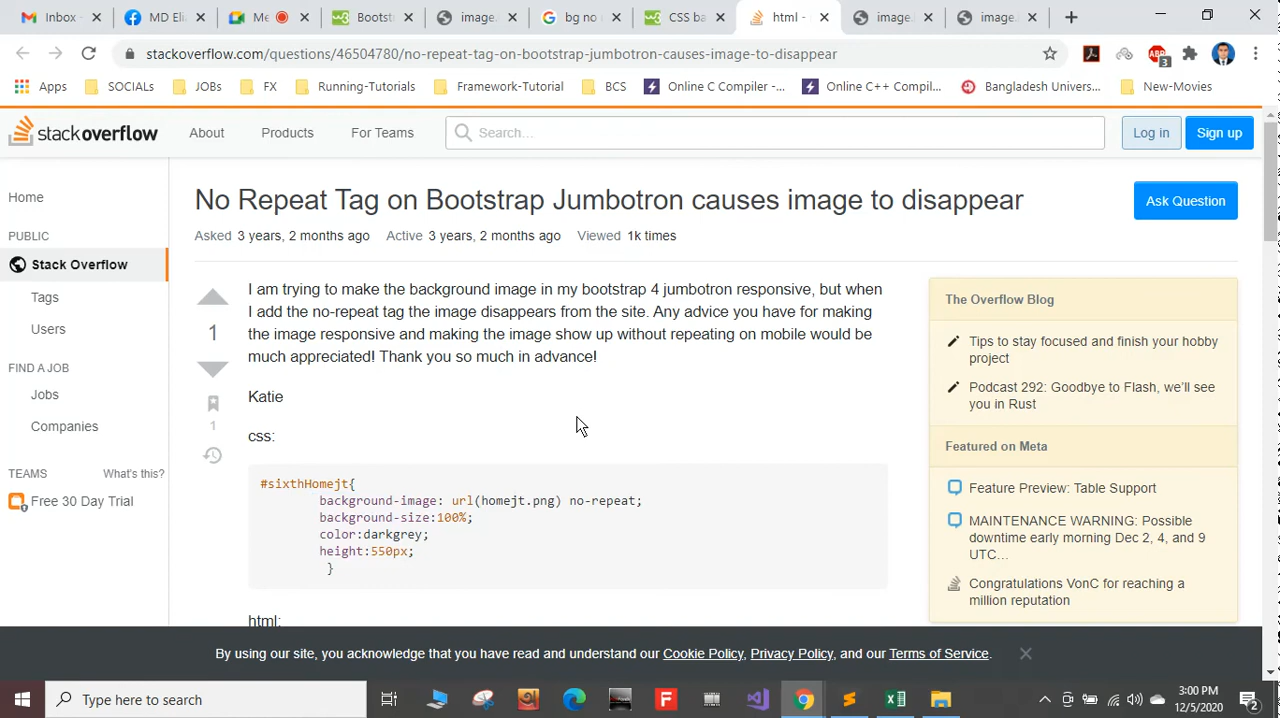 Inbox -
MD Eli
Me
Bootst
image.
bg no
CSS ba
html -
image.
image.
stackoverflow.com/questions/46504780/no-repeat-tag-on-bootstrap-jumbotron-causes-image-to-disappear
3
Apps
SOCIALs
JOBs
FX
Running-Tutorials
Framework-Tutorial
BCS
Online C Compiler -...
Online C++ Compil...
Bangladesh Univers...
New-Movies
stackoverflow
About
Products
For Teams
Search...
Log in
Sign up
Home
PUBLIC
Stack Overflow
Tags
Users
FIND A JOB
Jobs
Companies
TEAMS
What's this?
Free 30 Day Trial
No Repeat Tag on Bootstrap Jumbotron causes image to disappear
Ask Question
Asked 3 years, 2 months ago Active 3 years, 2 months ago Viewed 1k times
1
1
I am trying to make the background image in my bootstrap 4 jumbotron responsive, but when
I add the no-repeat tag the image disappears from the site. Any advice you have for making
the image responsive and making the image show up without repeating on mobile would be
much appreciated! Thank you so much in advance!
Katie
css:
#sixthHomejt{
background-image: url(homejt.png) no-repeat;
background-size:100%;
color:darkgrey;
height:550px;
}
html:
The Overflow Blog
Tips to stay focused and finish your hobby
project
Podcast 292: Goodbye to Flash, we'll see
you in Rust
Featured on Meta
Feature Preview: Table Support
MAINTENANCE WARNING: Possible
downtime early morning Dec 2, 4, and 9
UTC...
Congratulations VonC for reaching a
million reputation
By using our site, you acknowledge that you have read and understand our Cookie Policy, Privacy Policy, and our Terms of Service.
Type here to search
3:00 PM
12/5/2020
2